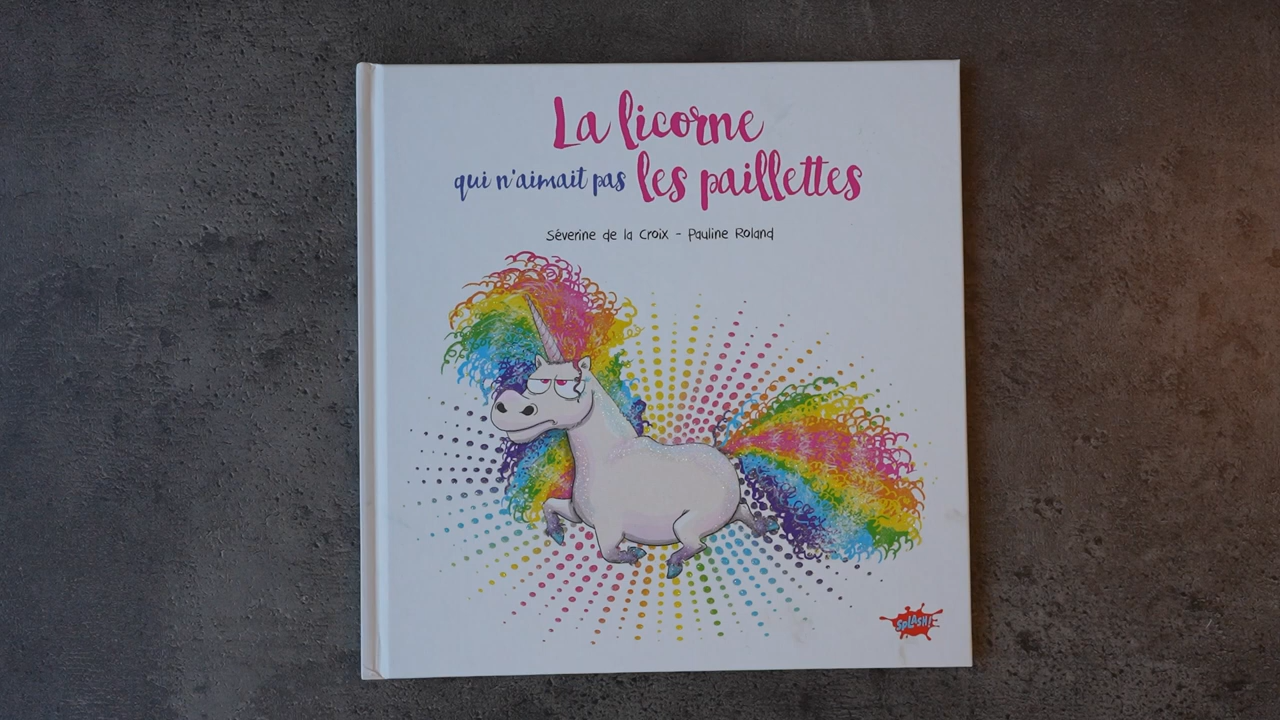 La licorne
qui n'aimait pas les paillettes
Séverine de la Croix - Pauline Roland
SPLASH!